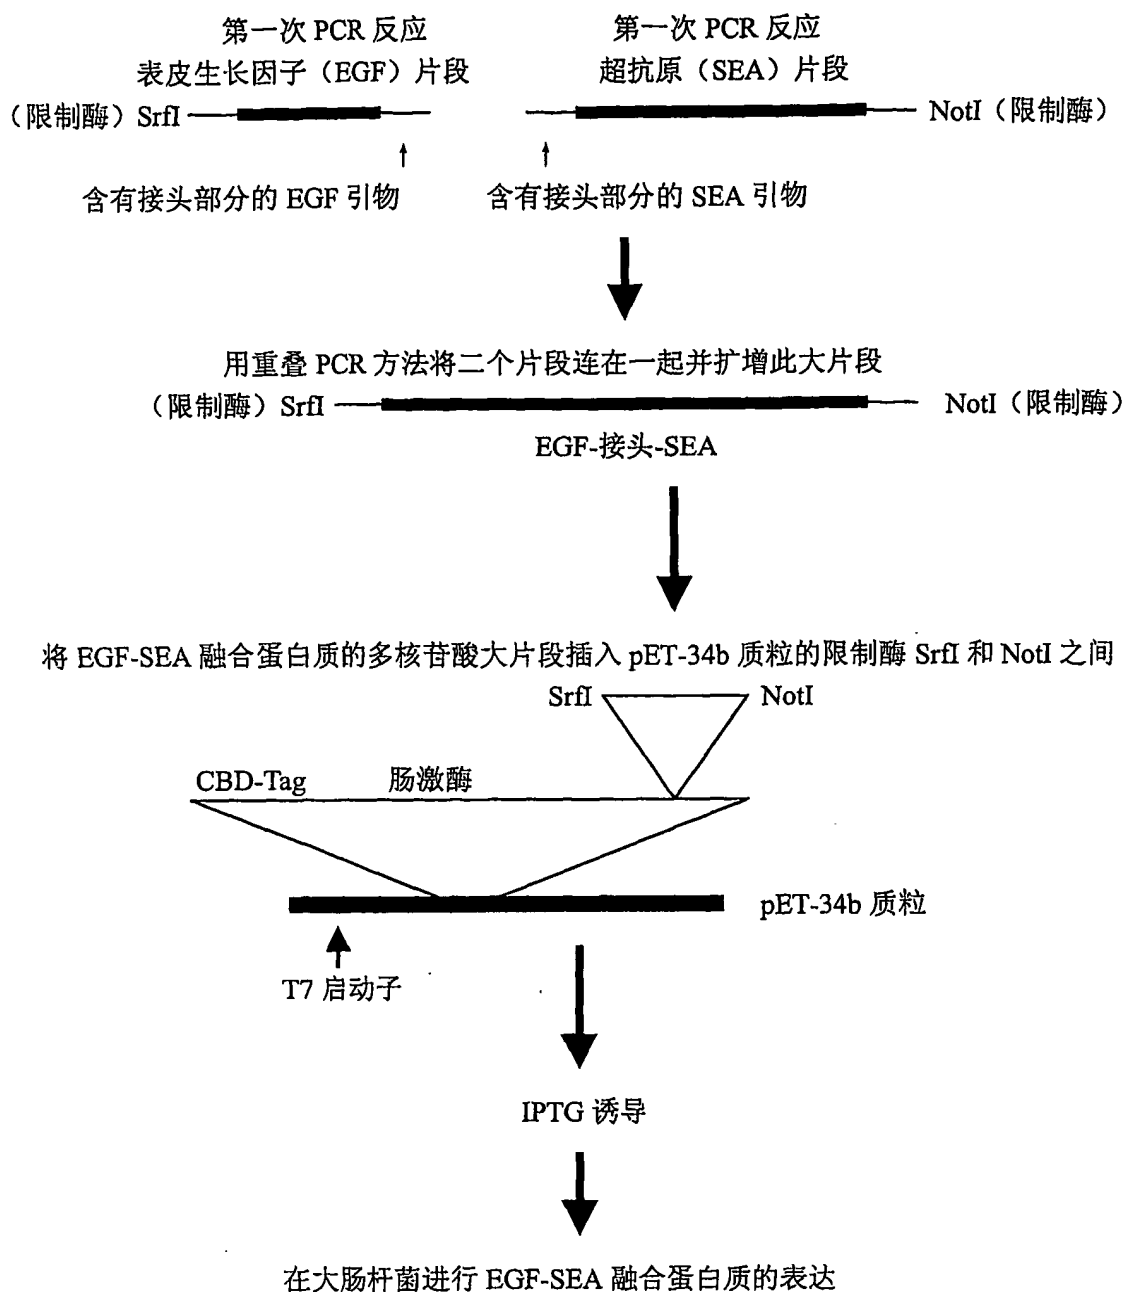 第一次 PCR 反应
第一次 PCR 反应
表皮生长因子（EGF）片段
超抗原（SEA）片段
（限制酶）SrfI
NotI（限制酶）
含有接头部分的 EGF 引物
含有接头部分的 SEA 引物
用重叠 PCR 方法将二个片段连在一起并扩增此大片段
（限制酶）SrfI
NotI（限制酶）
EGF-接头-SEA
将 EGF-SEA 融合蛋白质的多核苷酸大片段插入 pET-34b 质粒的限制酶 SrfI 和 NotI 之间
SrfI
NotI
CBD-Tag
肠激酶
pET-34b 质粒
T7 启动子
IPTG 诱导
在大肠杆菌进行 EGF-SEA 融合蛋白质的表达